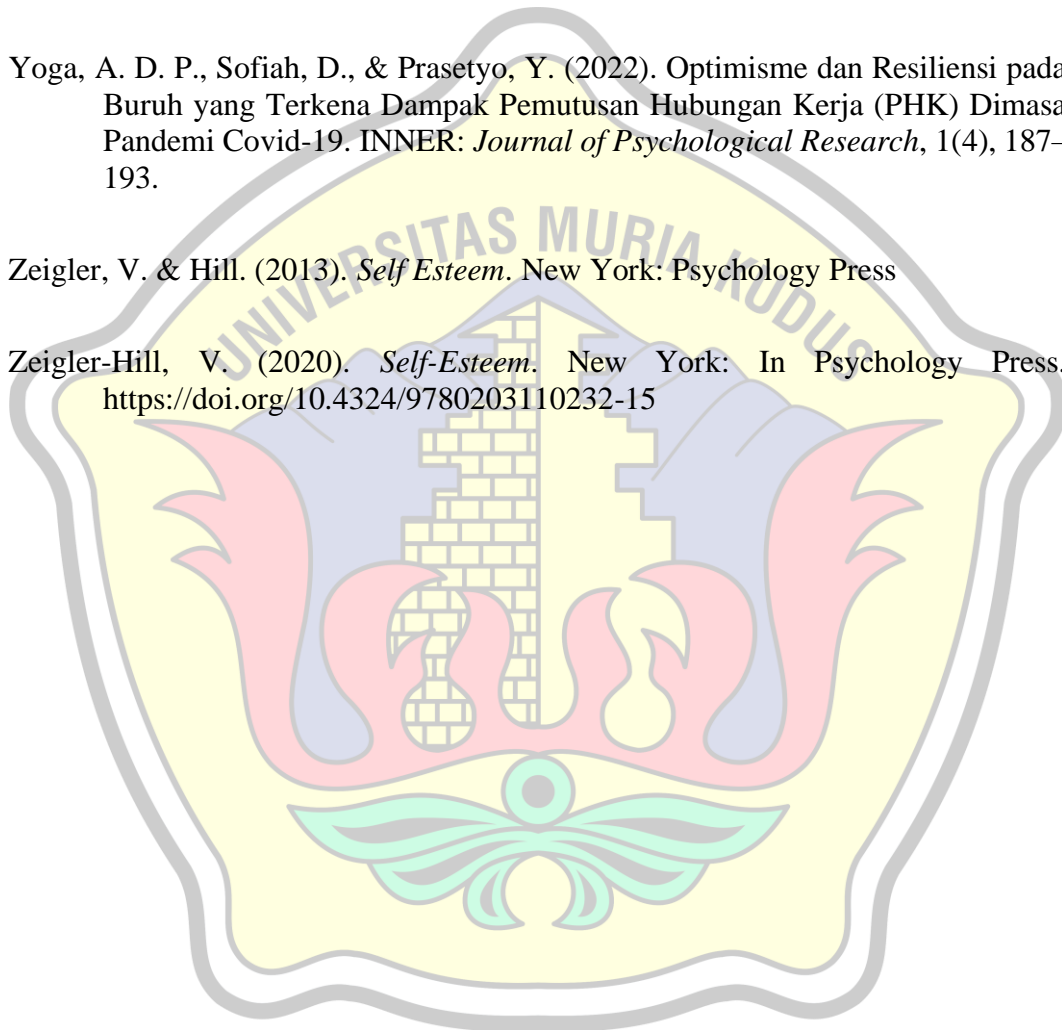 Yoga, A. D. P., Sofiah, D., & Prasetyo, Y. (2022). Optimisme dan Resiliensi pada
Buruh yang Terkena Dampak Pemutusan Hubungan Kerja (PHK) Dimasa
Pandemi Covid-19. INNER: Journal of Psychological Research, 1(4), 187–
193.
UNIVERSITAS MURIA KUDUS
Zeigler, V. & Hill. (2013). Self Esteem. New York: Psychology Press
Zeigler-Hill, V. (2020). Self-Esteem. New York: In Psychology Press.
https://doi.org/10.4324/9780203110232-15